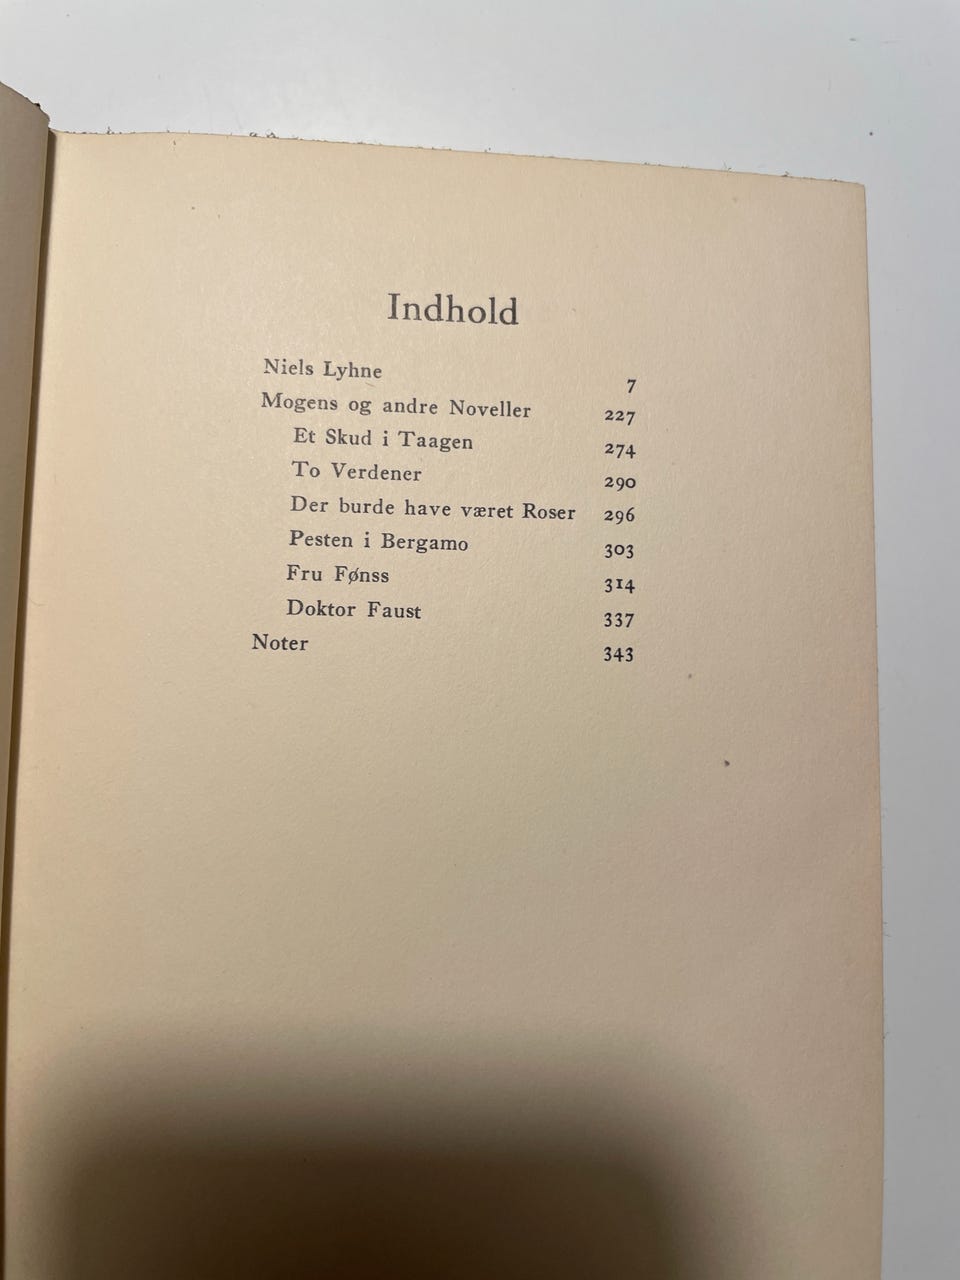 Indhold
Niels Lyhne 7
Mogens og andre Noveller 227
Et Skud i Taagen 274
To Verdener 290
Der burde have været Roser 296
Pesten i Bergamo 303
Fru Fønss 314
Doktor Faust 337
Noter 343